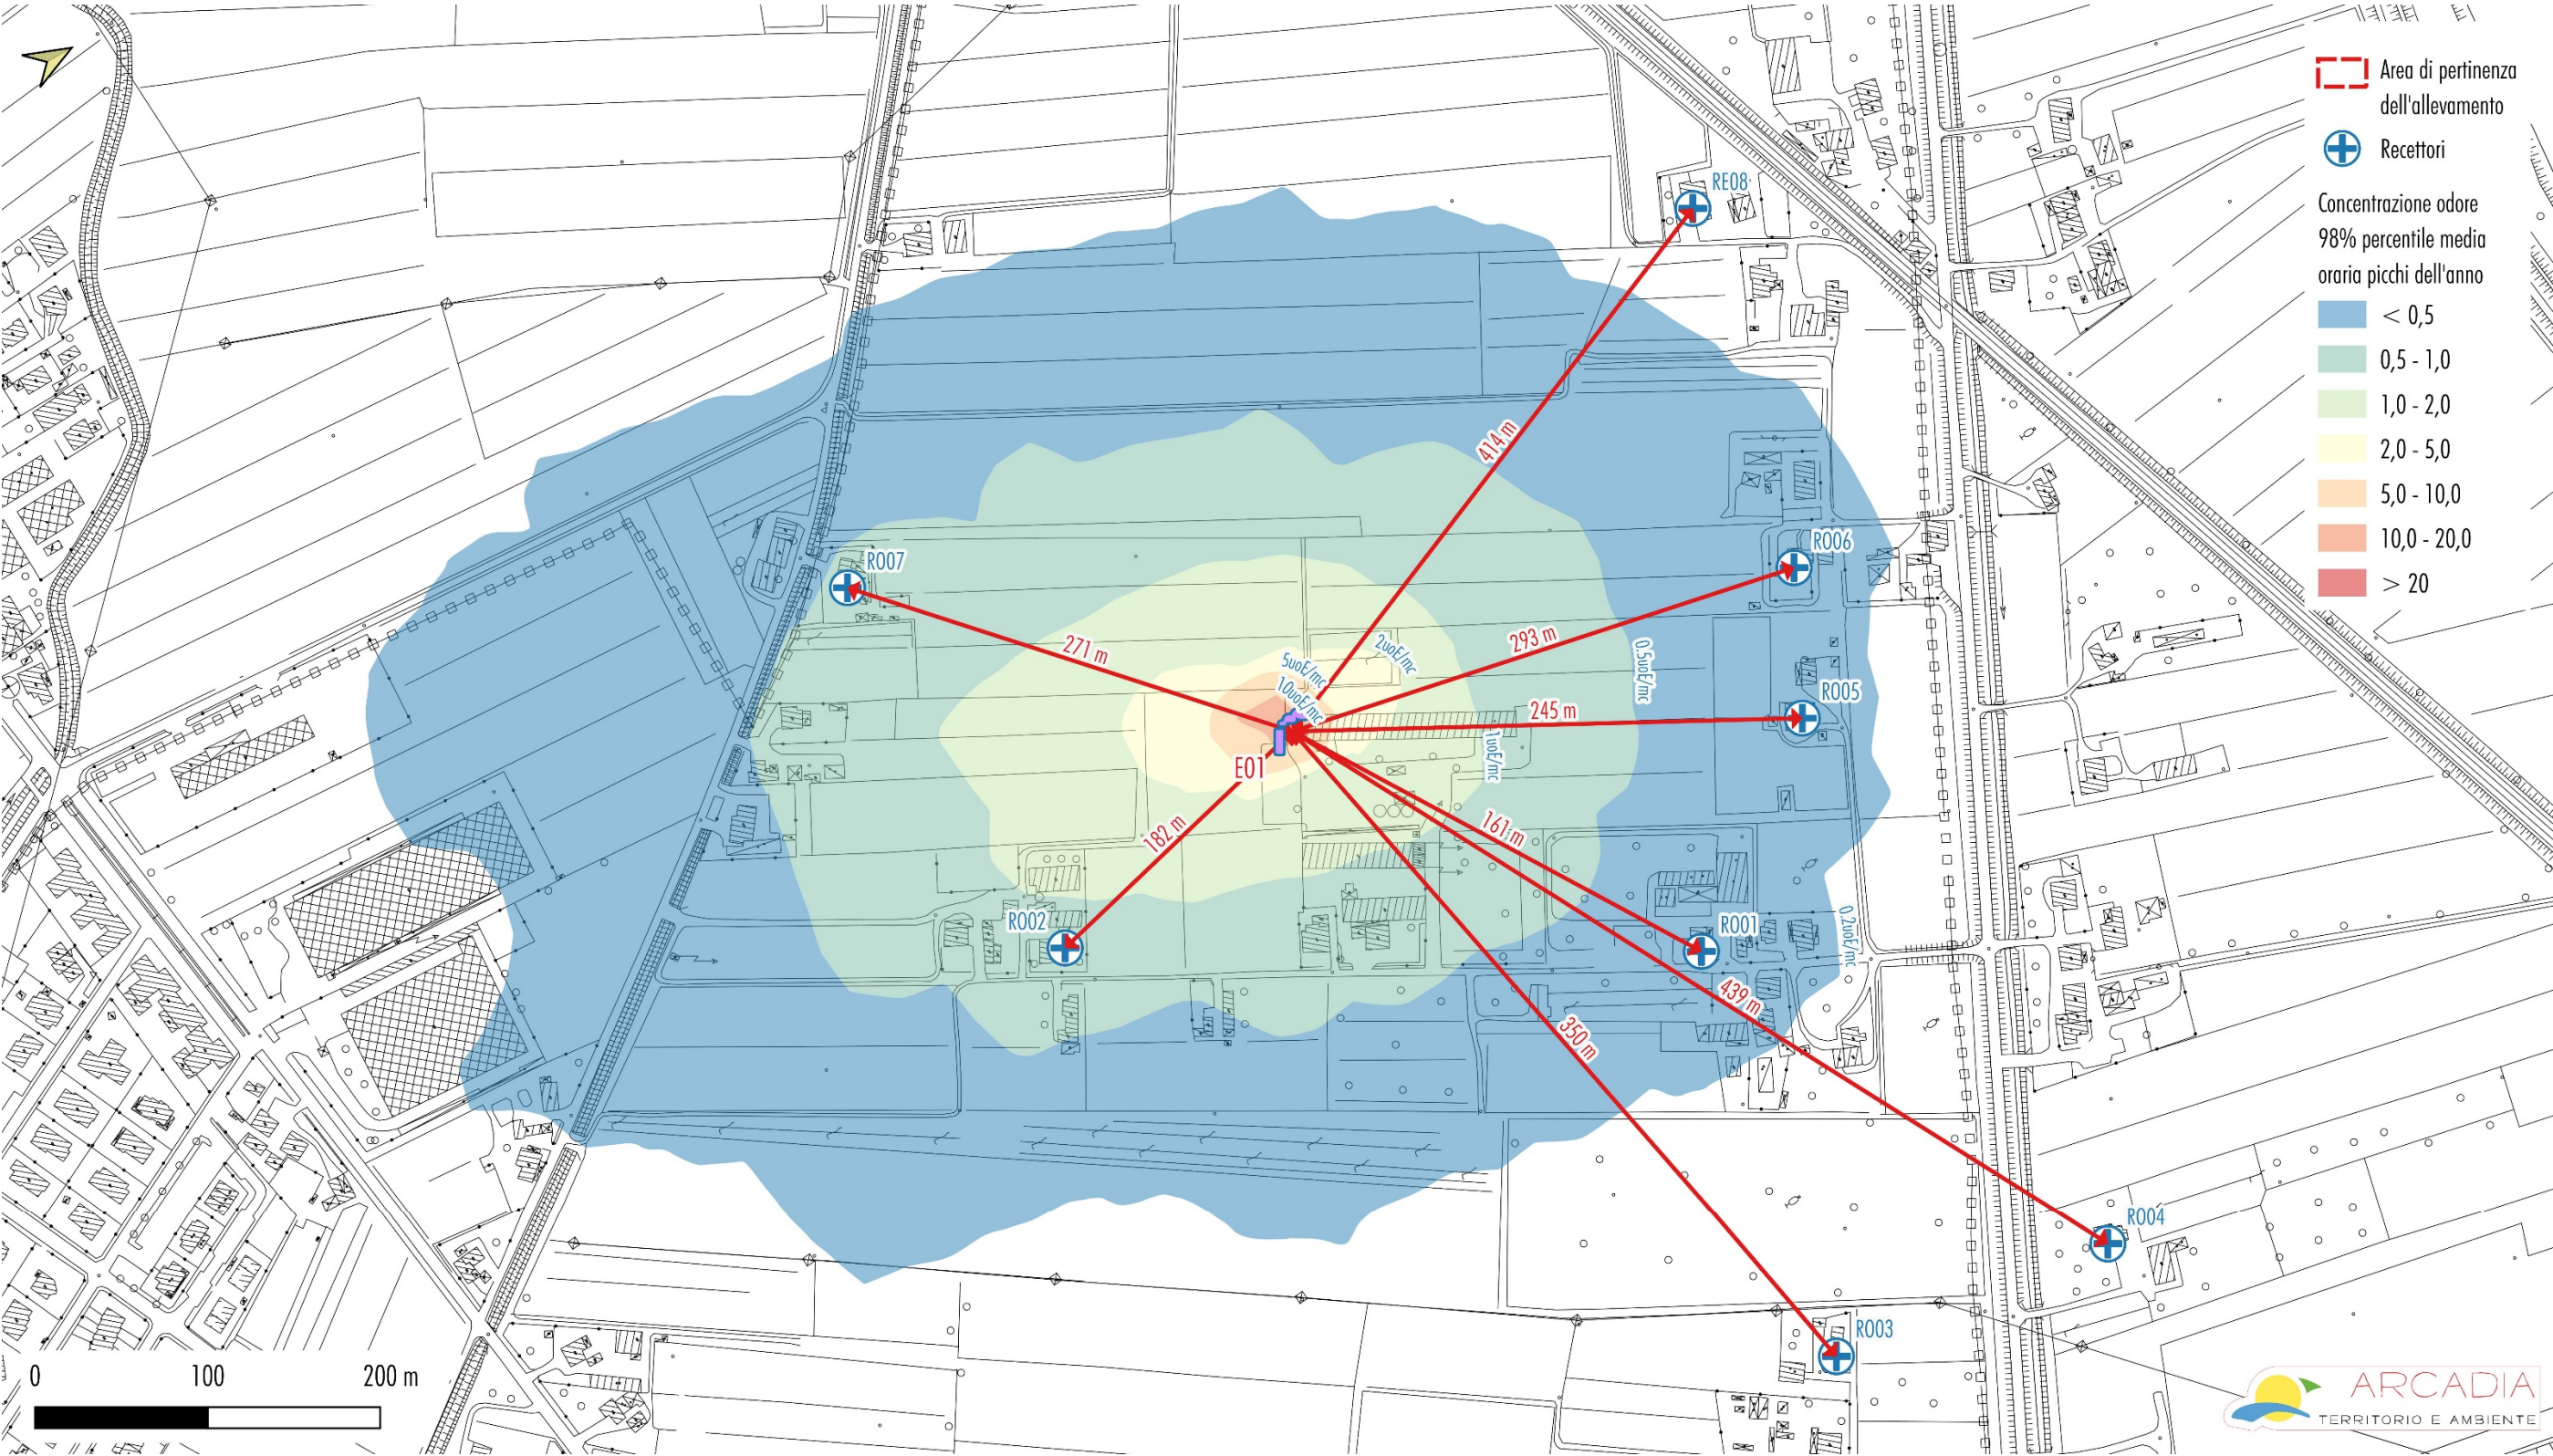 Area di pertinenza
dell'allevamento
Recettori
Concentrazione odore
98% percentile media
oraria picchi dell'anno
< 0,5
0,5 - 1,0
1,0 - 2,0
2,0 - 5,0
5,0 - 10,0
10,0 - 20,0
> 20
RE08
414 m
R006
R007
271 m
293 m
2uoE/mc
5uoE/mc
10uoE/mc
0.5uoE/mc
R005
245 m
1uoE/mc
E01
182 m
161 m
R002
R001
0.2uoE/mc
439 m
350 m
R004
R003
0 100 200 m
ARCADIA
TERRITORIO E AMBIENTE